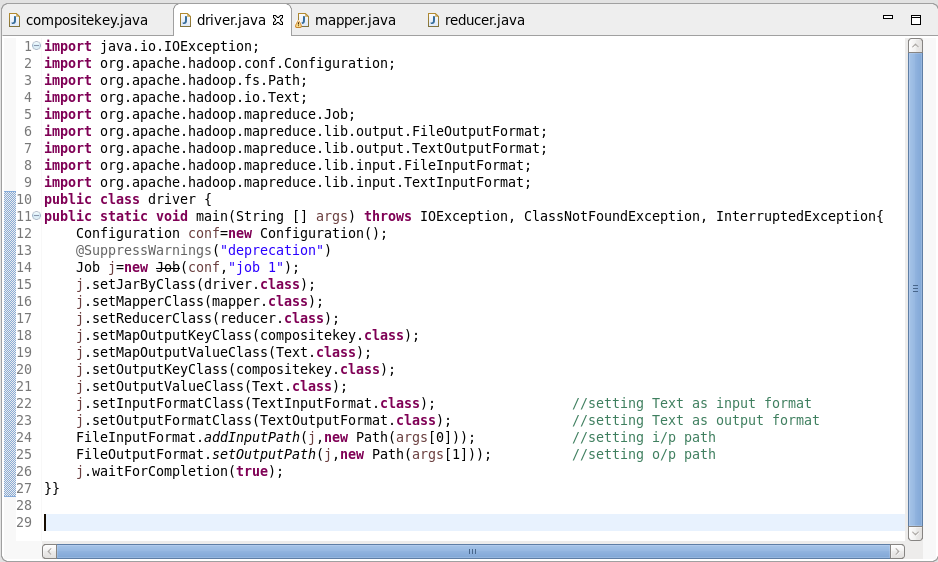 compositekey.java driver.java mapper.java reducer.java
1 import java.io.IOException;
2 import org.apache.hadoop.conf.Configuration;
3 import org.apache.hadoop.fs.Path;
4 import org.apache.hadoop.io.Text;
5 import org.apache.hadoop.mapreduce.Job;
6 import org.apache.hadoop.mapreduce.lib.output.FileOutputFormat;
7 import org.apache.hadoop.mapreduce.lib.output.TextOutputFormat;
8 import org.apache.hadoop.mapreduce.lib.input.FileInputFormat;
9 import org.apache.hadoop.mapreduce.lib.input.TextInputFormat;
10 public class driver {
11 public static void main(String [] args) throws IOException, ClassNotFoundException, InterruptedException{
12     Configuration conf=new Configuration();
13     @SuppressWarnings("deprecation")
14     Job j=new Job(conf,"job 1");
15     j.setJarByClass(driver.class);
16     j.setMapperClass(mapper.class);
17     j.setReducerClass(reducer.class);
18     j.setMapOutputKeyClass(compositekey.class);
19     j.setMapOutputValueClass(Text.class);
20     j.setOutputKeyClass(compositekey.class);
21     j.setOutputValueClass(Text.class);
22     j.setInputFormatClass(TextInputFormat.class);                 //setting Text as input format
23     j.setOutputFormatClass(TextOutputFormat.class);               //setting Text as output format
24     FileInputFormat.addInputPath(j,new Path(args[0]));            //setting i/p path
25     FileOutputFormat.setOutputPath(j,new Path(args[1]));          //setting o/p path
26     j.waitForCompletion(true);
27 }}
28
29